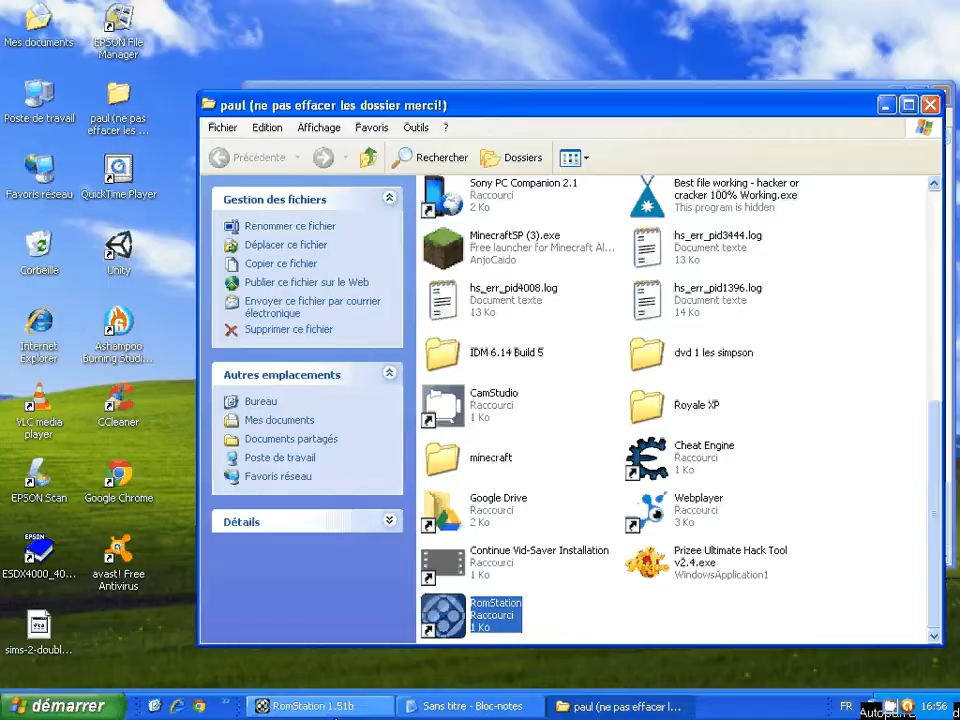 Mes documents
EPSON File
Manager
Poste de travail
paul (ne pas
effacer les ...
Favoris réseau
QuickTime Player
Corbeille
Unity
Internet
Explorer
Ashampoo
Burning Studi...
VLC media
player
CCleaner
EPSON Scan
Google Chrome
EPSON
ESDX4000_40...
avast! Free
Antivirus
sims-2-doubl...
paul (ne pas effacer les dossier merci!)
Fichier Edition Affichage Favoris Outils ?
Précédente Rechercher Dossiers
Gestion des fichiers
Renommer ce fichier
Déplacer ce fichier
Copier ce fichier
Publier ce fichier sur le Web
Envoyer ce fichier par courrier
électronique
Supprimer ce fichier
Autres emplacements
Bureau
Mes documents
Documents partagés
Poste de travail
Favoris réseau
Détails
Sony PC Companion 2.1
Raccourci
2 Ko
Best file working - hacker or
cracker 100% Working.exe
This program is hidden
MinecraftSP (3).exe
Free launcher for Minecraft Al...
AnjoCaido
hs_err_pid3444.log
Document texte
13 Ko
hs_err_pid4008.log
Document texte
13 Ko
hs_err_pid1396.log
Document texte
14 Ko
IDM 6.14 Build 5
dvd 1 les simpson
CamStudio
Raccourci
1 Ko
Royale XP
minecraft
Cheat Engine
Raccourci
1 Ko
Google Drive
Raccourci
2 Ko
Webplayer
Raccourci
3 Ko
Continue Vid-Saver Installation
Raccourci
1 Ko
Prizee Ultimate Hack Tool
v2.4.exe
WindowsApplication1
RomStation
Raccourci
1 Ko
démarrer
RomStation 1.51b
Sans titre - Bloc-notes
paul (ne pas effacer l...
FR
16:56